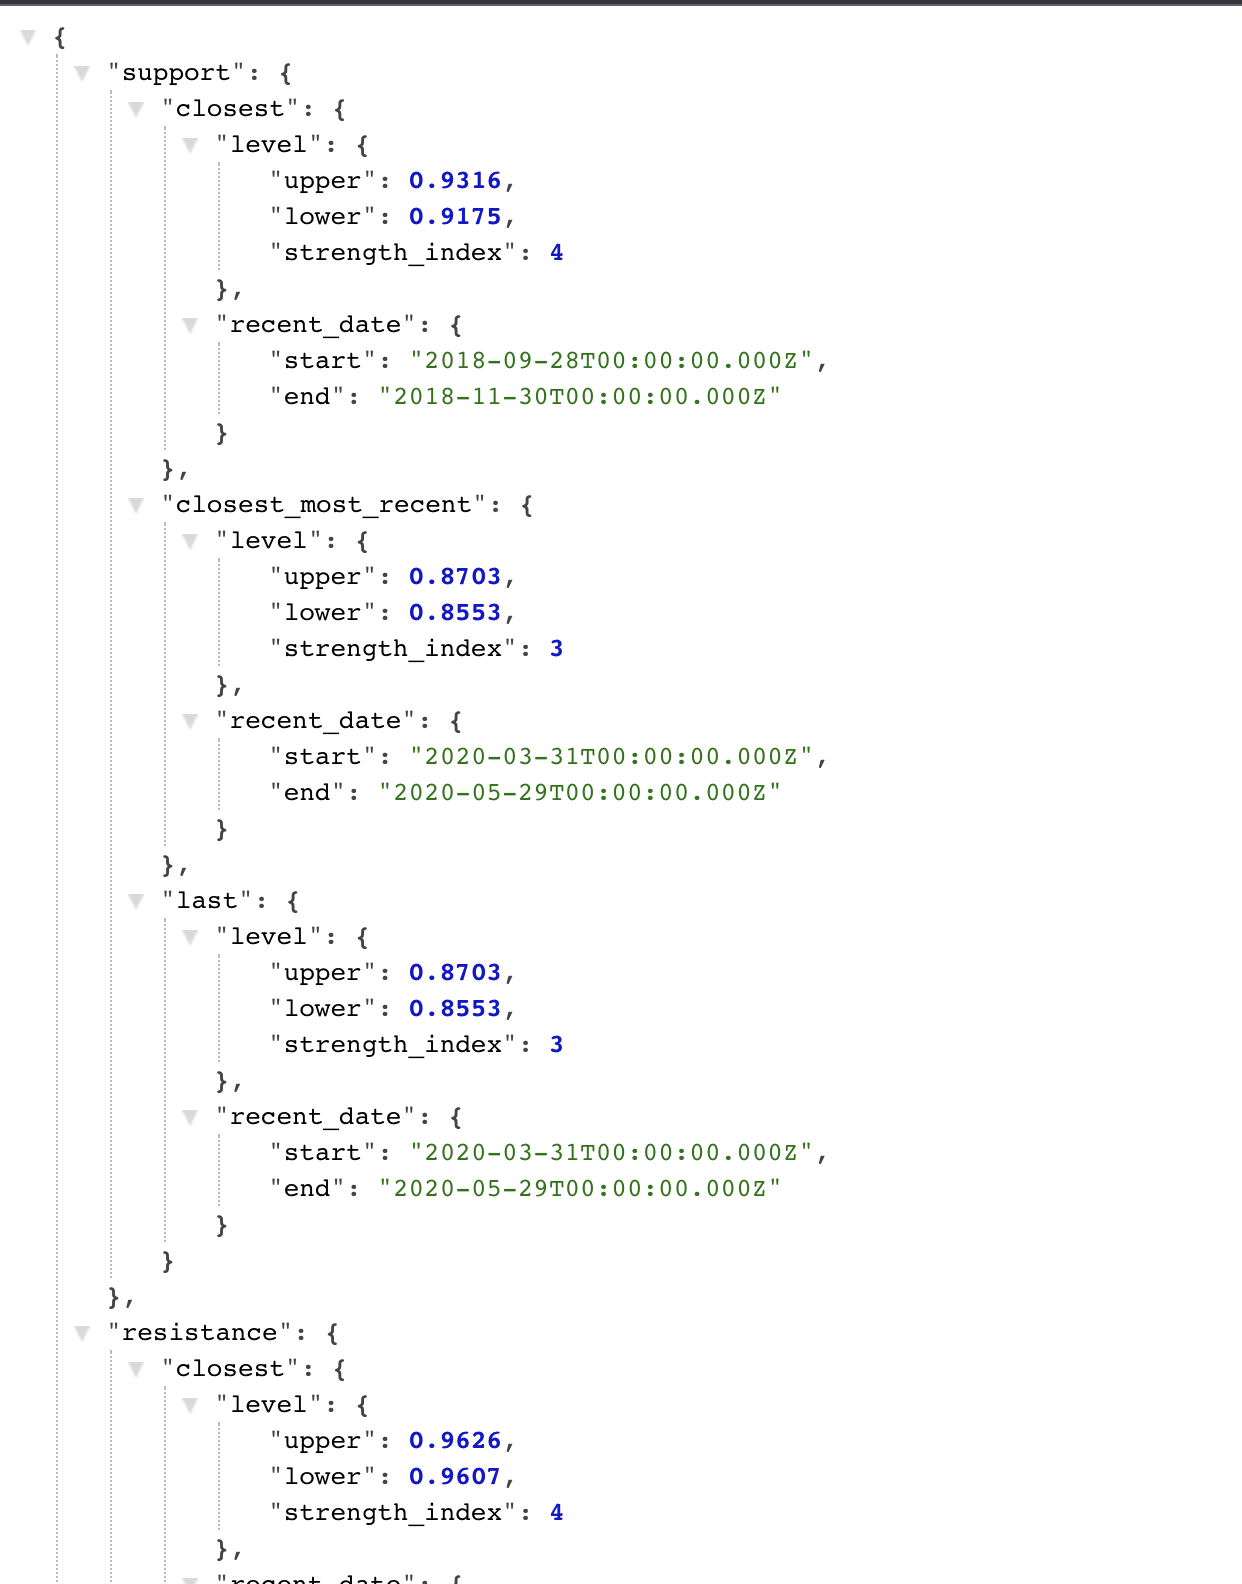 {
"support": {
"closest": {
"level": {
"upper": 0.9316,
"lower": 0.9175,
"strength_index": 4
},
"recent_date": {
"start": "2018-09-28T00:00:00.000Z",
"end": "2018-11-30T00:00:00.000Z"
}
},
"closest_most_recent": {
"level": {
"upper": 0.8703,
"lower": 0.8553,
"strength_index": 3
},
"recent_date": {
"start": "2020-03-31T00:00:00.000Z",
"end": "2020-05-29T00:00:00.000Z"
}
},
"last": {
"level": {
"upper": 0.8703,
"lower": 0.8553,
"strength_index": 3
},
"recent_date": {
"start": "2020-03-31T00:00:00.000Z",
"end": "2020-05-29T00:00:00.000Z"
}
}
},
"resistance": {
"closest": {
"level": {
"upper": 0.9626,
"lower": 0.9607,
"strength_index": 4
},
"recent_date": {